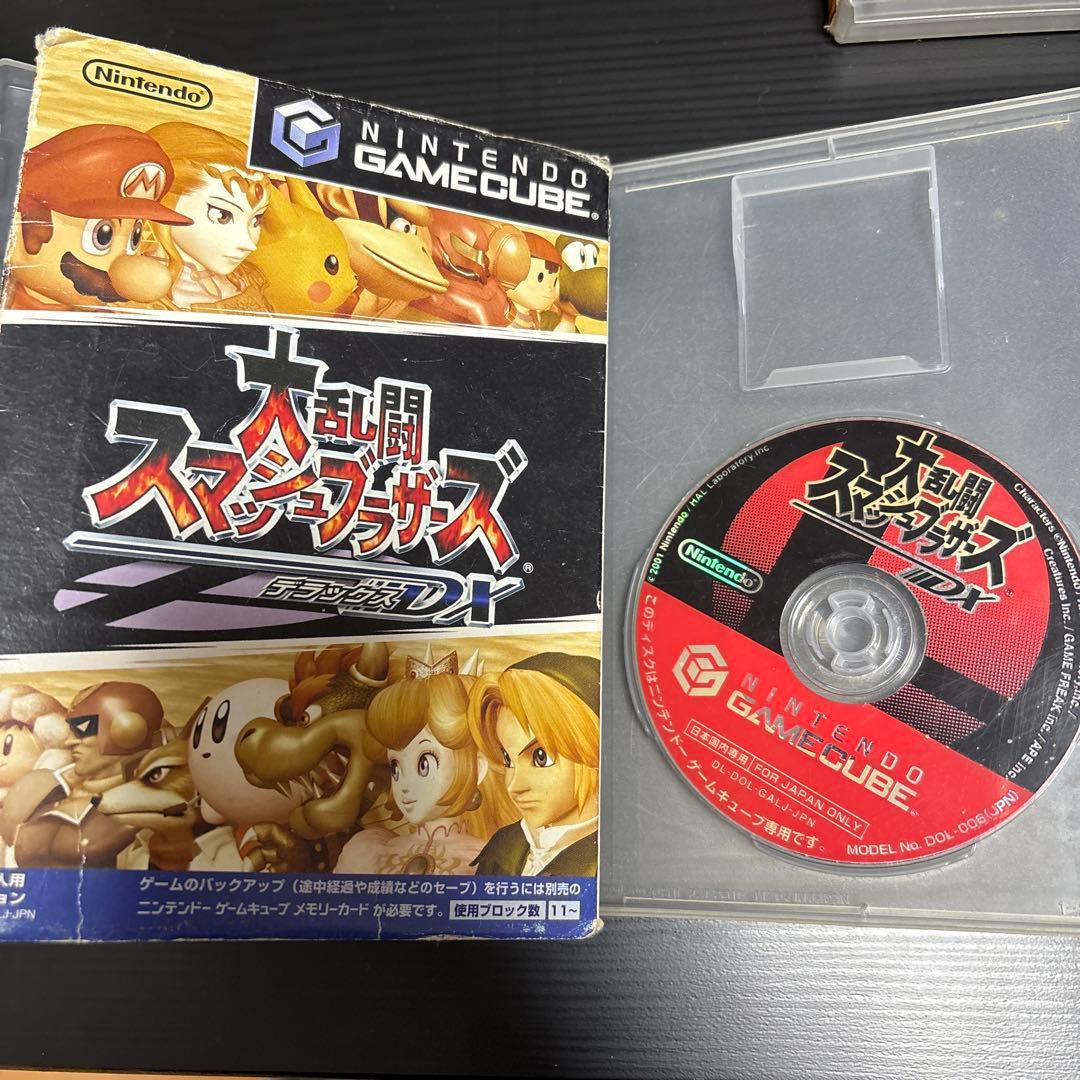 Nintendo
NINTENDO
GAMECUBE®
大乱闘
スマッシュブラザーズ®
デラックス DX
人用
ョン
LJ-JPN
ゲームのバックアップ（途中経過や成績などのセーブ）を行うには別売の
ニンテンドー ゲームキューブ メモリーカード が必要です。 使用ブロック数 11~
大乱闘
スマッシュブラザーズ
DX
Nintendo
© 2001 Nintendo / HAL Laboratory, Inc.
Characters © Nintendo /
Creatures Inc. / GAME FREAK inc. / APE inc.
NINTENDO
GAMECUBE
日本国内専用 FOR JAPAN ONLY
DL-DOL-GALJ-JPN
このディスクはニンテンドー ゲームキューブ専用です。
MODEL No. DOL-006(JPN)